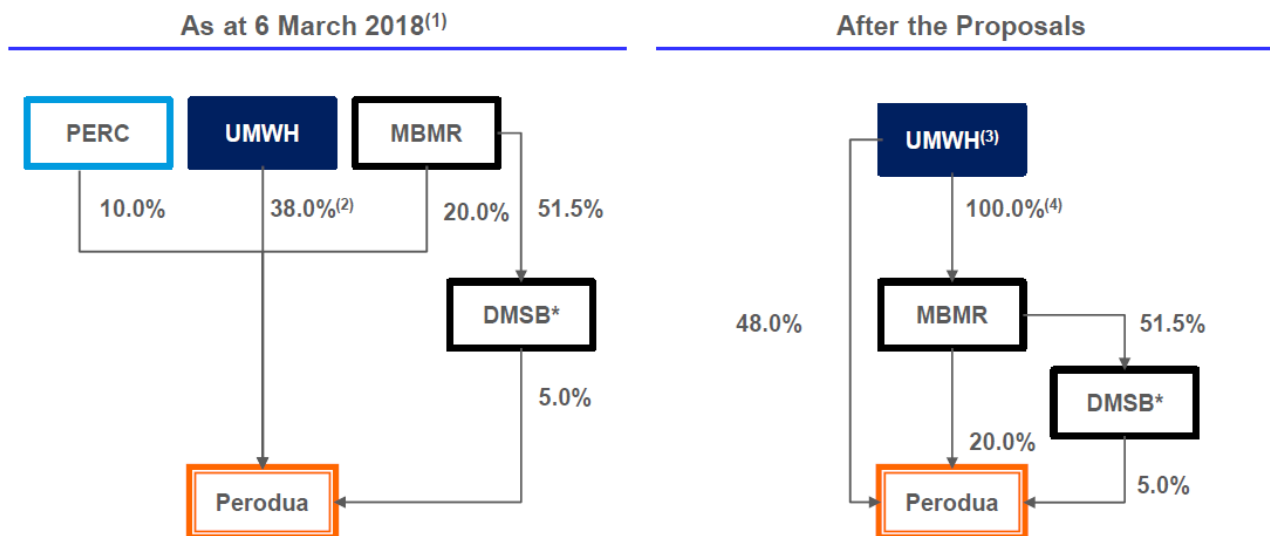 As at 6 March 2018(1)
After the Proposals
PERC
UMWH
MBMR
10.0%
38.0%(2)
20.0%
51.5%
DMSB*
5.0%
Perodua
UMWH(3)
100.0%(4)
48.0%
MBMR
51.5%
DMSB*
20.0%
5.0%
Perodua